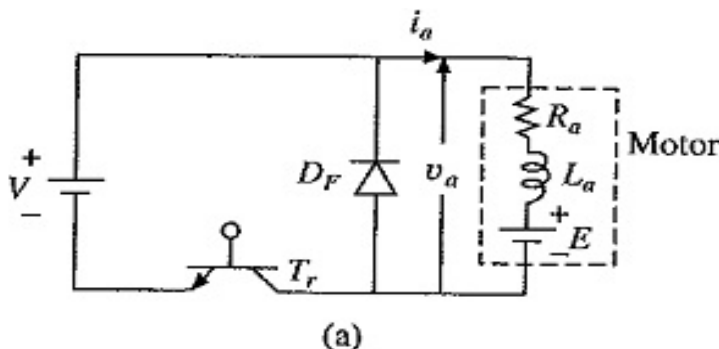 i_a
+
V
−
D_F
v_a
R_a
L_a
+
E
−
Motor
T_r
(a)